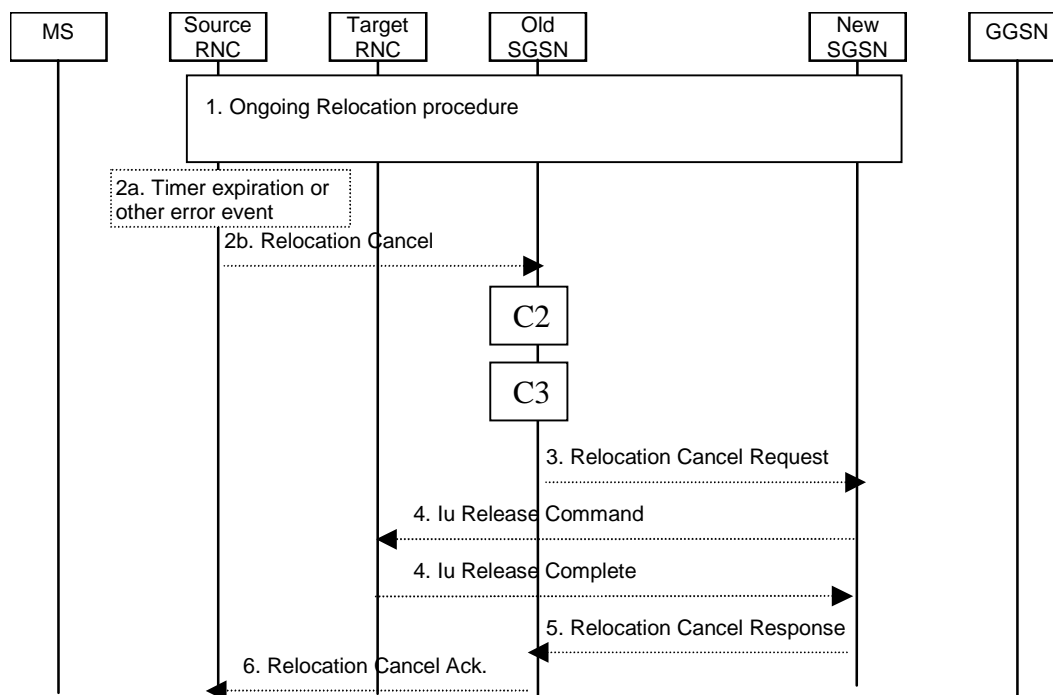 MS
Source
RNC
Target
RNC
Old
SGSN
New
SGSN
GGSN
1. Ongoing Relocation procedure
2a. Timer expiration or
other error event
2b. Relocation Cancel
C2
C3
3. Relocation Cancel Request
4. Iu Release Command
4. Iu Release Complete
5. Relocation Cancel Response
6. Relocation Cancel Ack.